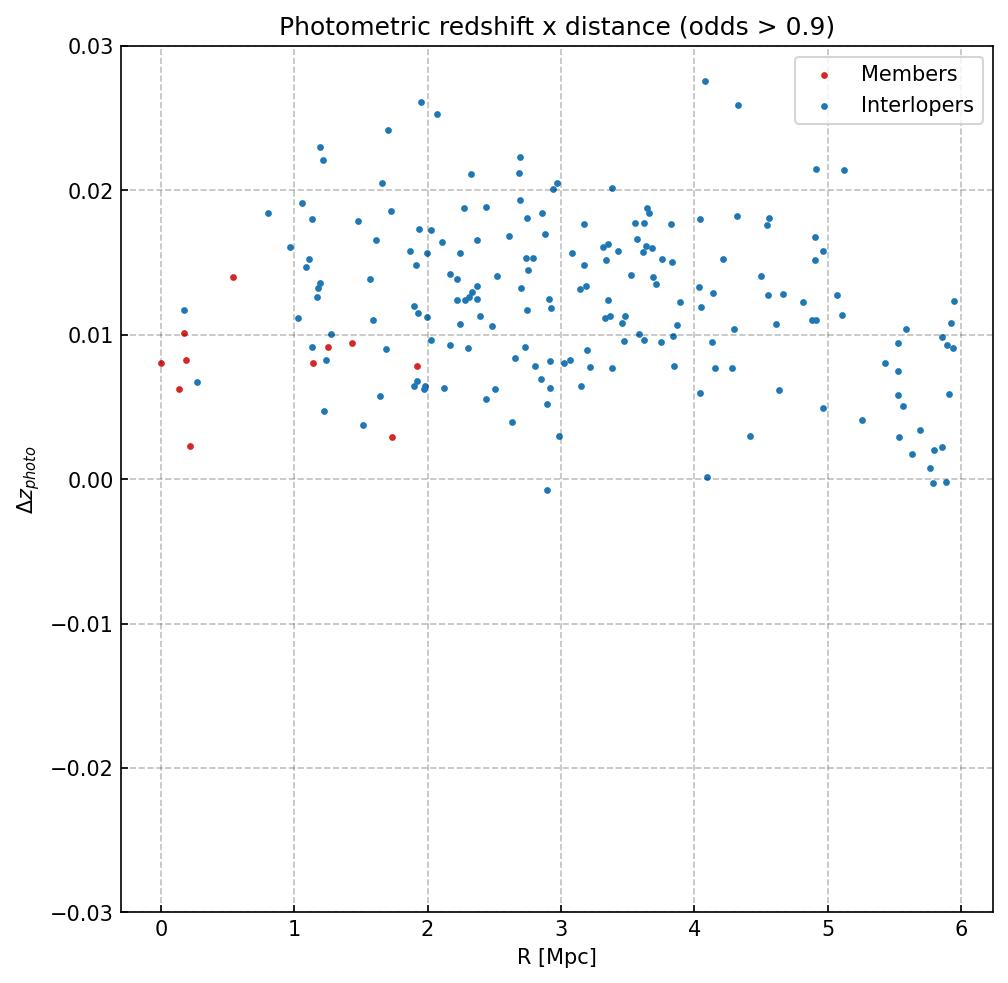 Photometric redshift x distance (odds > 0.9)
Members
Interlopers
0.03
0.02
0.01
0.00
−0.01
−0.02
−0.03
Δz_photo
0 1 2 3 4 5 6
R [Mpc]